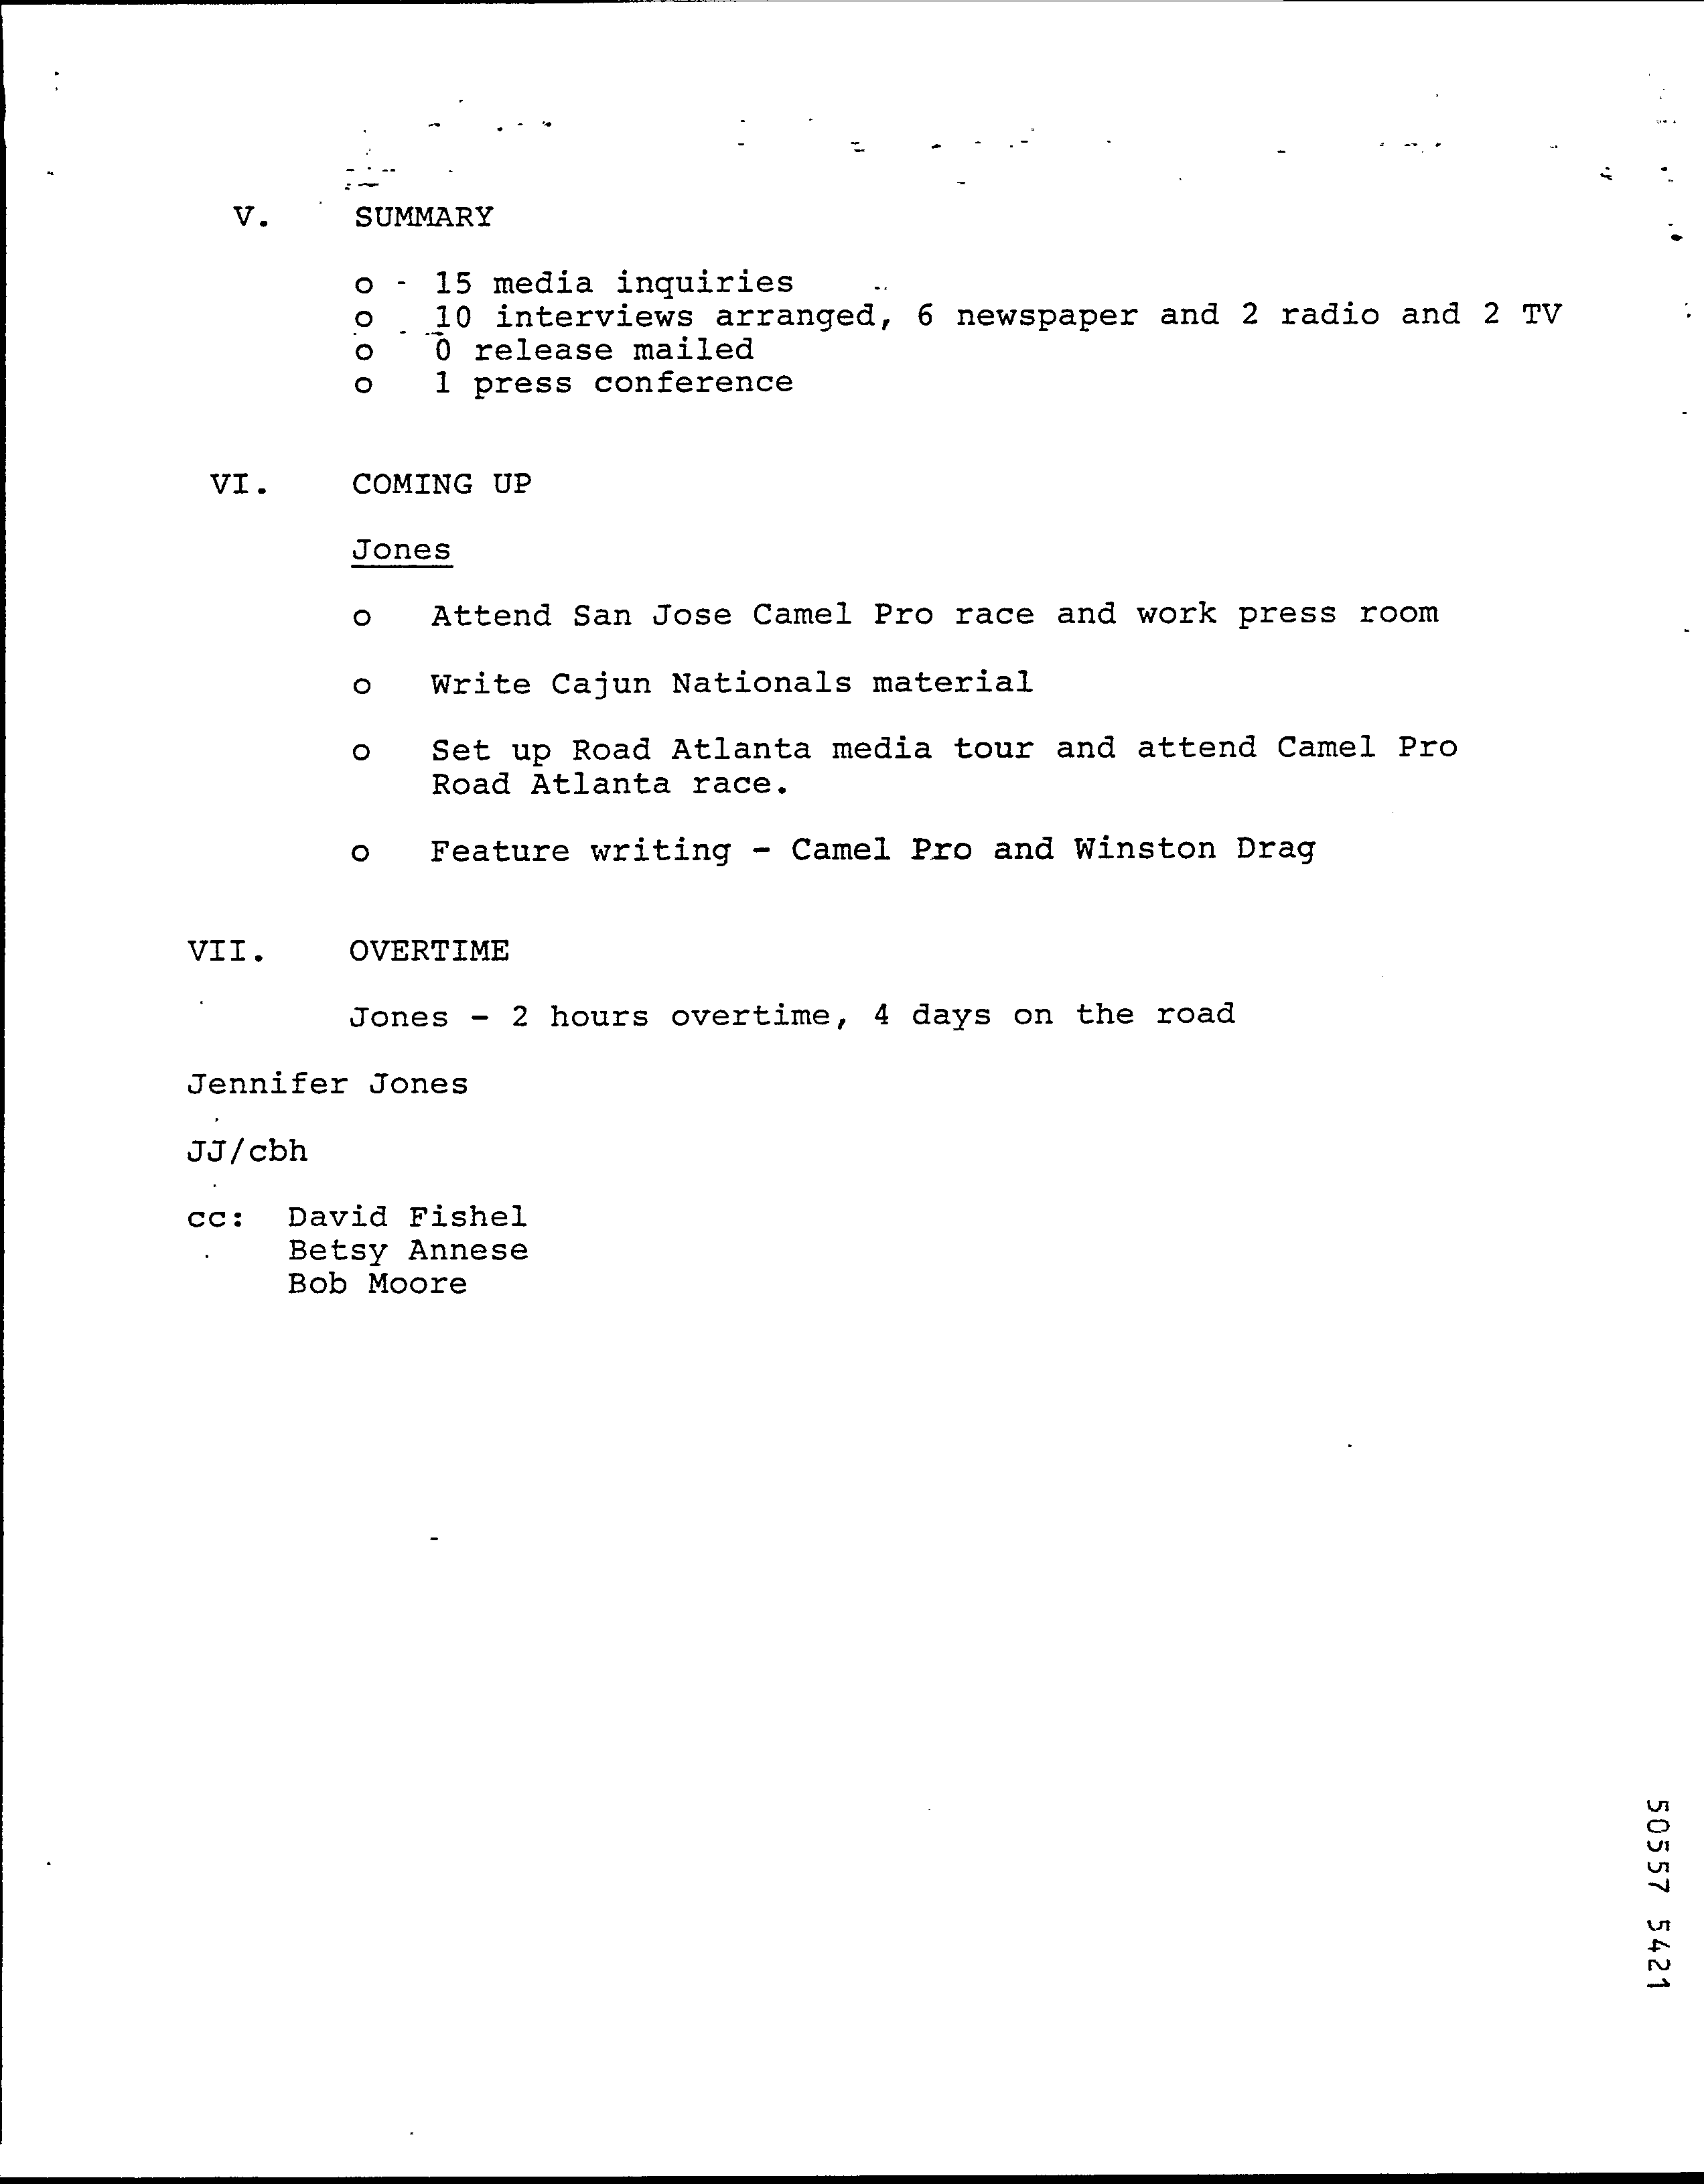 V. SUMMARY
o - 15 media inquiries
o 10 interviews arranged, 6 newspaper and 2 radio and 2 TV
o 0 release mailed
o 1 press conference
VI. COMING UP
Jones
o Attend San Jose Camel Pro race and work press room
o Write Cajun Nationals material
o Set up Road Atlanta media tour and attend Camel Pro
Road Atlanta race.
o Feature writing - Camel Pro and Winston Drag
VII. OVERTIME
Jones - 2 hours overtime, 4 days on the road
Jennifer Jones
JJ/cbh
cc: David Fishel
Betsy Annese
Bob Moore
50557 5421